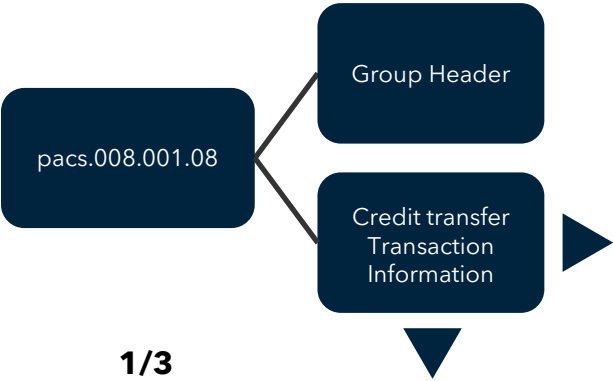 Group Header
pacs.008.001.08
Credit transfer
Transaction
Information
1/3